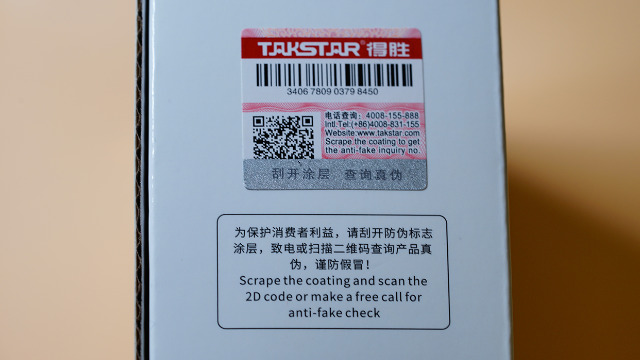 TAKSTAR® 得胜
3406 7809 0379 8450
电话查询：4008-155-888
Intl.Tel:(+86)4008-831-155
Website:www.takstar.com
Scrape the coating to get
the anti-fake inquiry no.
刮开涂层 查询真伪
为保护消费者利益，请刮开防伪标志
涂层，致电或扫描二维码查询产品真
伪，谨防假冒！
Scrape the coating and scan the
2D code or make a free call for
anti-fake check